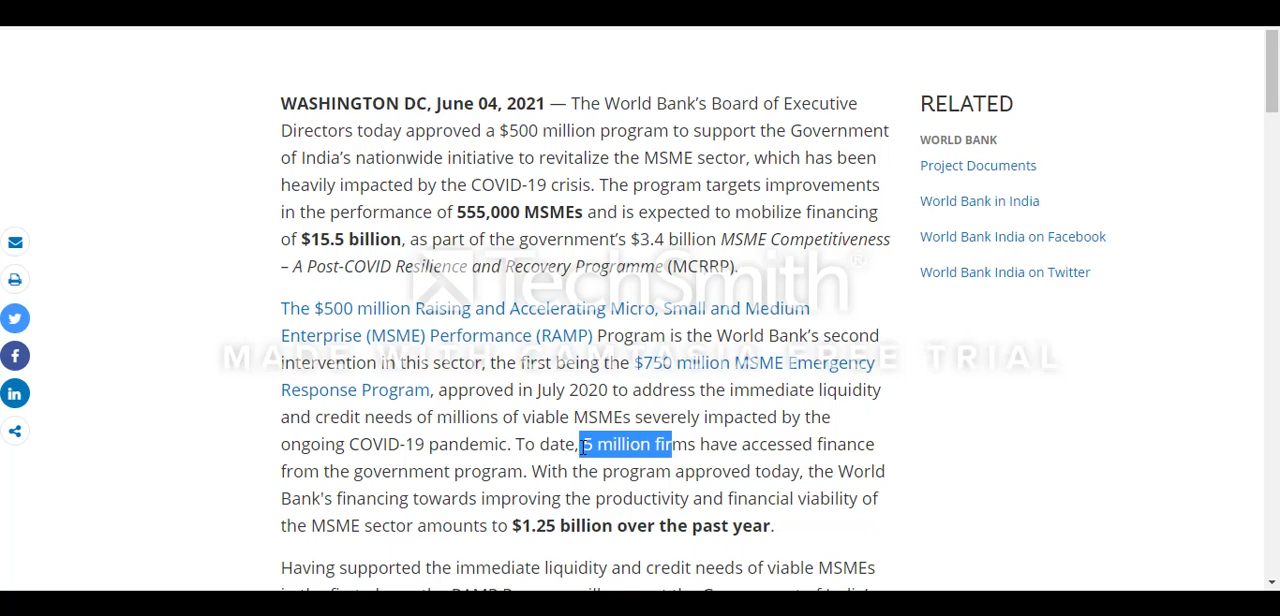 WASHINGTON DC, June 04, 2021 — The World Bank’s Board of Executive
Directors today approved a $500 million program to support the Government
of India’s nationwide initiative to revitalize the MSME sector, which has been
heavily impacted by the COVID-19 crisis. The program targets improvements
in the performance of 555,000 MSMEs and is expected to mobilize financing
of $15.5 billion, as part of the government’s $3.4 billion MSME Competitiveness
– A Post-COVID Resilience and Recovery Programme (MCRRP).
The $500 million Raising and Accelerating Micro, Small and Medium
Enterprise (MSME) Performance (RAMP) Program is the World Bank’s second
intervention in this sector, the first being the $750 million MSME Emergency
Response Program, approved in July 2020 to address the immediate liquidity
and credit needs of millions of viable MSMEs severely impacted by the
ongoing COVID-19 pandemic. To date, 5 million firms have accessed finance
from the government program. With the program approved today, the World
Bank's financing towards improving the productivity and financial viability of
the MSME sector amounts to $1.25 billion over the past year.
Having supported the immediate liquidity and credit needs of viable MSMEs
RELATED
WORLD BANK
Project Documents
World Bank in India
World Bank India on Facebook
World Bank India on Twitter
TechSmith®
MADE WITH CAMTASIA FREE TRIAL